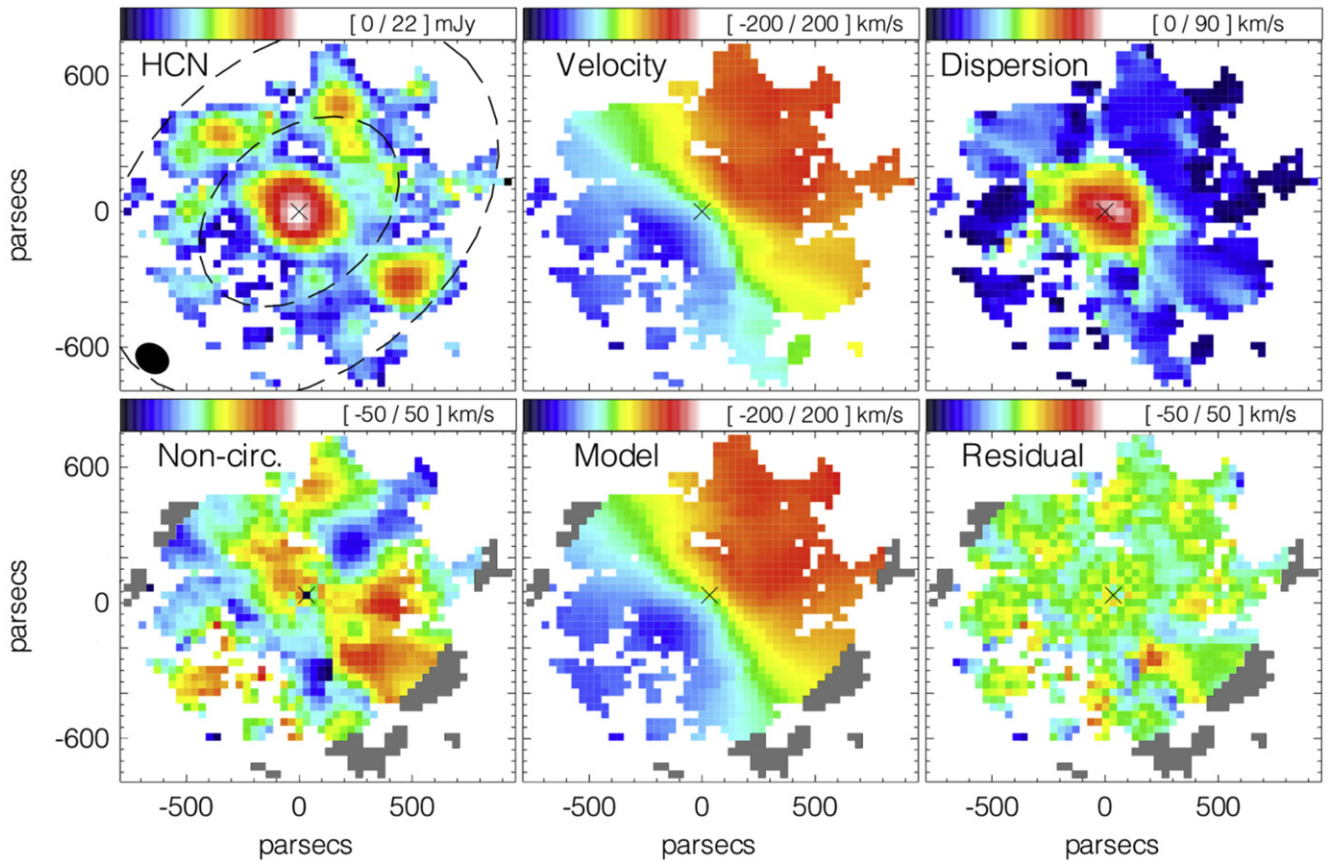 [ 0 / 22 ] mJy
[ -200 / 200 ] km/s
[ 0 / 90 ] km/s
HCN
Velocity
Dispersion
600
0
-600
parsecs
[ -50 / 50 ] km/s
[ -200 / 200 ] km/s
[ -50 / 50 ] km/s
Non-circ.
Model
Residual
600
0
-600
parsecs
-500 0 500
-500 0 500
-500 0 500
parsecs
parsecs
parsecs